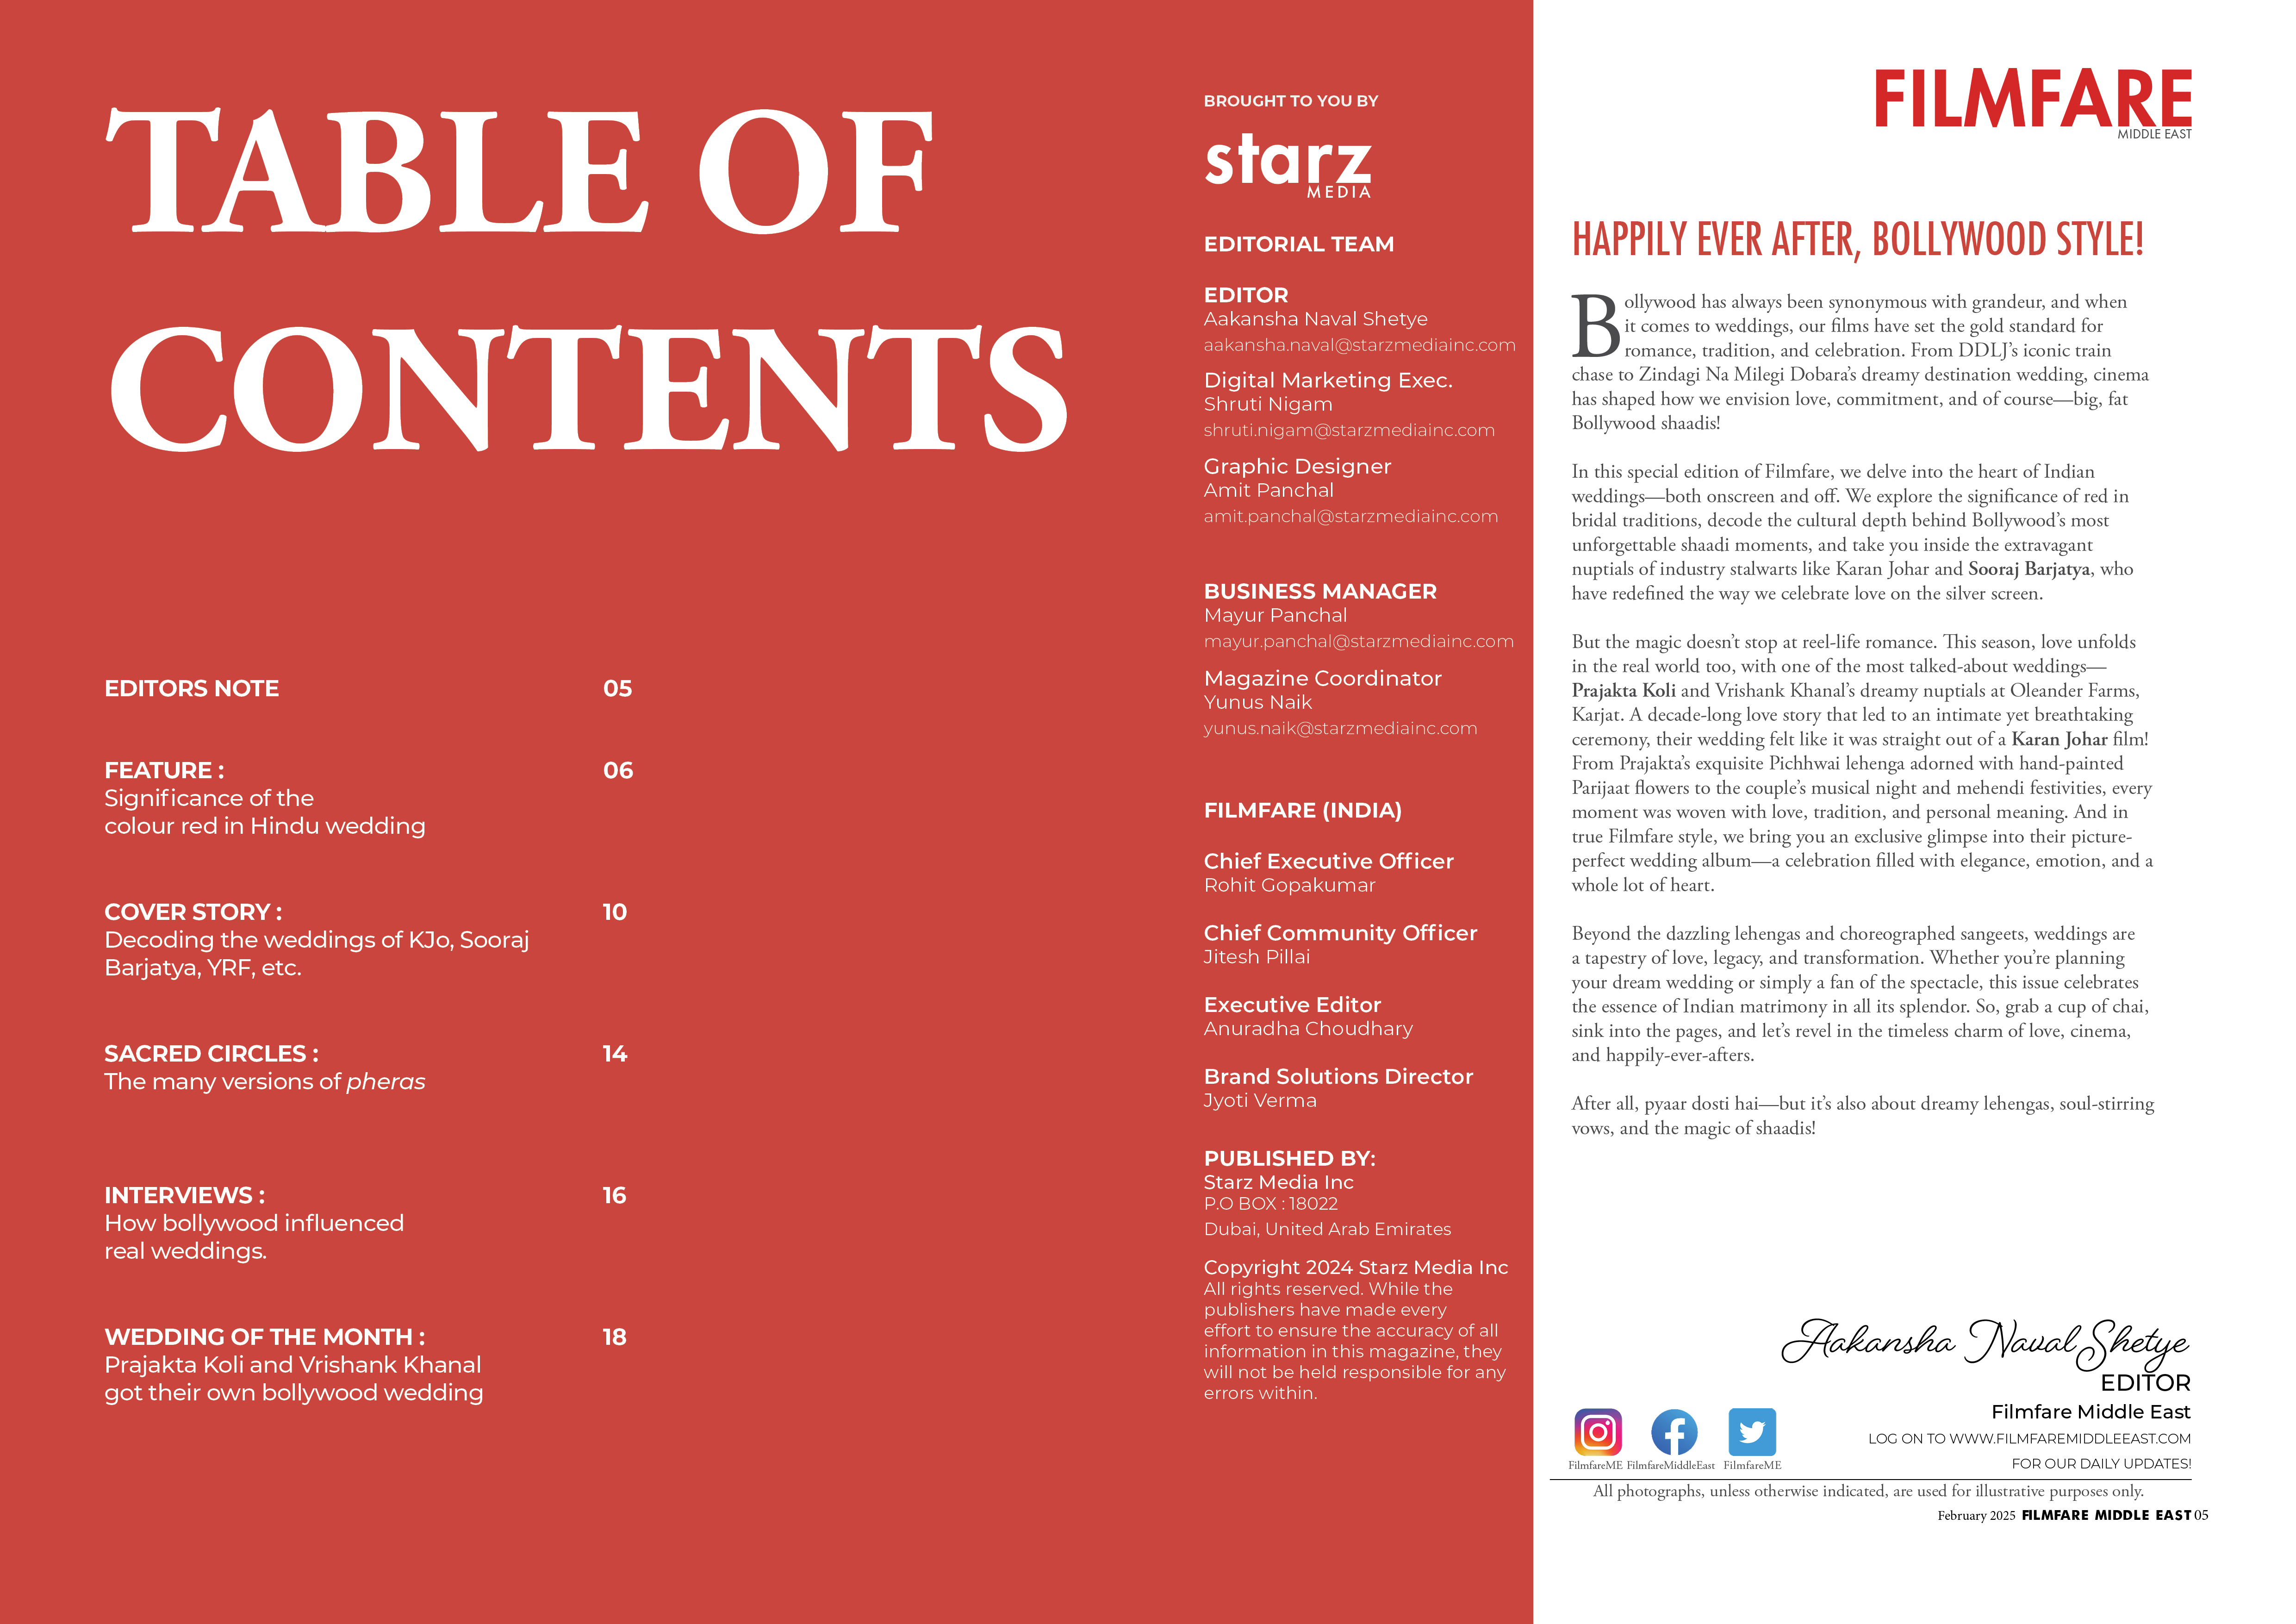 TABLE OF
CONTENTS
EDITORS NOTE 05
FEATURE : 06
Significance of the
colour red in Hindu wedding
COVER STORY : 10
Decoding the weddings of KJo, Sooraj
Barjatya, YRF, etc.
SACRED CIRCLES : 14
The many versions of pheras
INTERVIEWS : 16
How bollywood influenced
real weddings.
WEDDING OF THE MONTH : 18
Prajakta Koli and Vrishank Khanal
got their own bollywood wedding
BROUGHT TO YOU BY
starz
MEDIA
EDITORIAL TEAM
EDITOR
Aakansha Naval Shetye
aakansha.naval@starzmediainc.com
Digital Marketing Exec.
Shruti Nigam
shruti.nigam@starzmediainc.com
Graphic Designer
Amit Panchal
amit.panchal@starzmediainc.com
BUSINESS MANAGER
Mayur Panchal
mayur.panchal@starzmediainc.com
Magazine Coordinator
Yunus Naik
yunus.naik@starzmediainc.com
FILMFARE (INDIA)
Chief Executive Officer
Rohit Gopakumar
Chief Community Officer
Jitesh Pillai
Executive Editor
Anuradha Choudhary
Brand Solutions Director
Jyoti Verma
PUBLISHED BY:
Starz Media Inc
P.O BOX : 18022
Dubai, United Arab Emirates
Copyright 2024 Starz Media Inc
All rights reserved. While the
publishers have made every
effort to ensure the accuracy of all
information in this magazine, they
will not be held responsible for any
errors within.
FILMFARE
MIDDLE EAST
HAPPILY EVER AFTER, BOLLYWOOD STYLE!
Bollywood has always been synonymous with grandeur, and when
it comes to weddings, our films have set the gold standard for
romance, tradition, and celebration. From DDLJ’s iconic train
chase to Zindagi Na Milegi Dobara’s dreamy destination wedding, cinema
has shaped how we envision love, commitment, and of course—big, fat
Bollywood shaadis!
In this special edition of Filmfare, we delve into the heart of Indian
weddings—both onscreen and off. We explore the significance of red in
bridal traditions, decode the cultural depth behind Bollywood’s most
unforgettable shaadi moments, and take you inside the extravagant
nuptials of industry stalwarts like Karan Johar and Sooraj Barjatya, who
have redefined the way we celebrate love on the silver screen.
But the magic doesn’t stop at reel-life romance. This season, love unfolds
in the real world too, with one of the most talked-about weddings—
Prajakta Koli and Vrishank Khanal’s dreamy nuptials at Oleander Farms,
Karjat. A decade-long love story that led to an intimate yet breathtaking
ceremony, their wedding felt like it was straight out of a Karan Johar film!
From Prajakta’s exquisite Pichhwai lehenga adorned with hand-painted
Parijaat flowers to the couple’s musical night and mehendi festivities, every
moment was woven with love, tradition, and personal meaning. And in
true Filmfare style, we bring you an exclusive glimpse into their picture-
perfect wedding album—a celebration filled with elegance, emotion, and a
whole lot of heart.
Beyond the dazzling lehengas and choreographed sangeets, weddings are
a tapestry of love, legacy, and transformation. Whether you’re planning
your dream wedding or simply a fan of the spectacle, this issue celebrates
the essence of Indian matrimony in all its splendor. So, grab a cup of chai,
sink into the pages, and let’s revel in the timeless charm of love, cinema,
and happily-ever-afters.
After all, pyaar dosti hai—but it’s also about dreamy lehengas, soul-stirring
vows, and the magic of shaadis!
Aakansha Naval Shetye
EDITOR
Filmfare Middle East
LOG ON TO WWW.FILMFAREMIDDLEEAST.COM
FOR OUR DAILY UPDATES!
FilmfareME FilmfareMiddleEast FilmfareME
All photographs, unless otherwise indicated, are used for illustrative purposes only.
February 2025 FILMFARE MIDDLE EAST 05